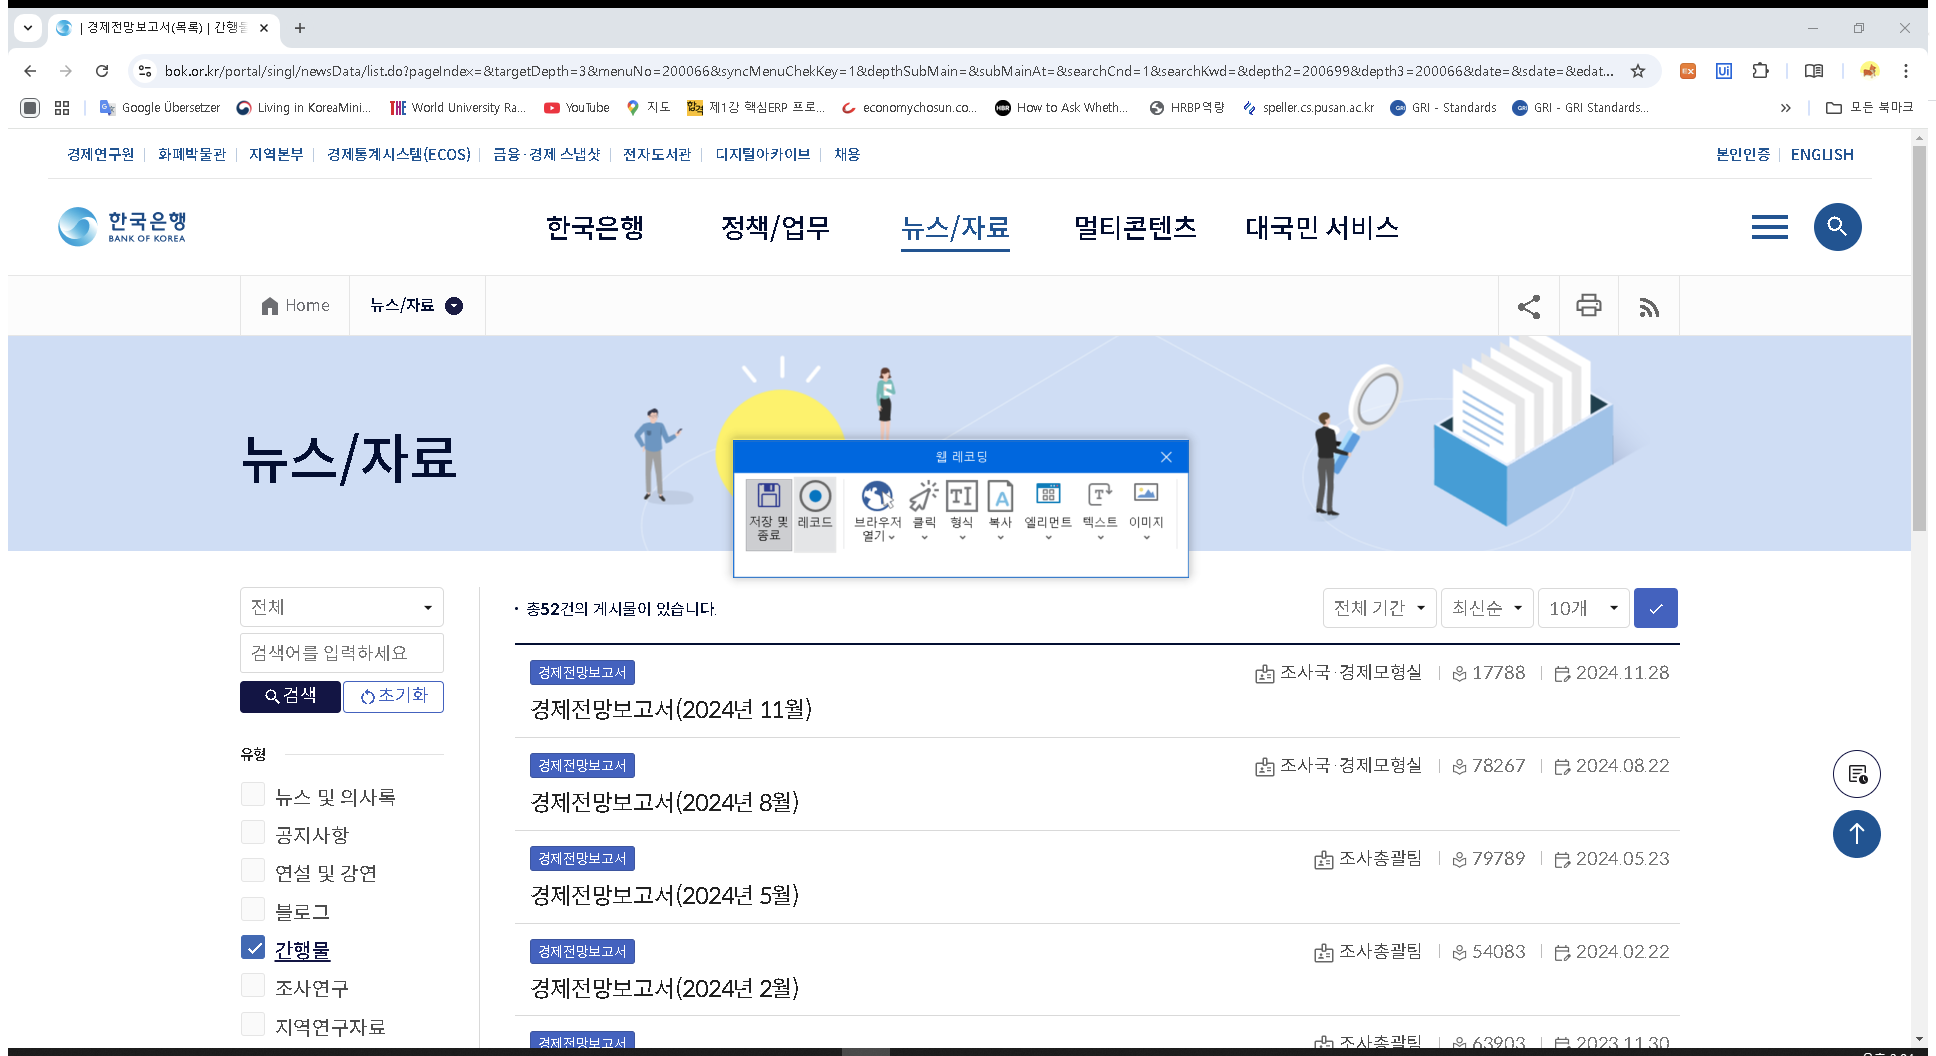 | 경제전망보고서(목록) | 간행물
bok.or.kr/portal/singl/newsData/list.do?pageIndex=&targetDepth=3&menuNo=200066&syncMenuChekKey=1&depthSubMain=&subMainAt=&searchCnd=1&searchKwd=&depth2=200699&depth3=200066&date=&sdate=&edat...
Google Übersetzer
Living in KoreaMini...
World University Ra...
YouTube
지도
제1강 핵심ERP 프로...
economychosun.co...
How to Ask Wheth...
HRBP역량
speller.cs.pusan.ac.kr
GRI - Standards
GRI - GRI Standards...
모든 북마크
경제연구원 | 화폐박물관 | 지역본부 | 경제통계시스템(ECOS) | 금융·경제 스냅샷 | 전자도서관 | 디지털아카이브 | 채용
본인인증 | ENGLISH
한국은행
BANK OF KOREA
한국은행
정책/업무
뉴스/자료
멀티콘텐츠
대국민 서비스
Home
뉴스/자료
뉴스/자료
웹 레코딩
저장 및 종료
레코드
브라우저 열기
클릭
형식
복사
엘리먼트
텍스트
이미지
전체
검색어를 입력하세요
검색
초기화
유형
뉴스 및 의사록
공지사항
연설 및 강연
블로그
간행물
조사연구
지역연구자료
· 총52건의 게시물이 있습니다.
전체 기간
최신순
10개
경제전망보고서
조사국·경제모형실 | 17788 | 2024.11.28
경제전망보고서(2024년 11월)
경제전망보고서
조사국·경제모형실 | 78267 | 2024.08.22
경제전망보고서(2024년 8월)
경제전망보고서
조사총괄팀 | 79789 | 2024.05.23
경제전망보고서(2024년 5월)
경제전망보고서
조사총괄팀 | 54083 | 2024.02.22
경제전망보고서(2024년 2월)
경제전망보고서
조사총괄팀 | 63903 | 2023.11.30